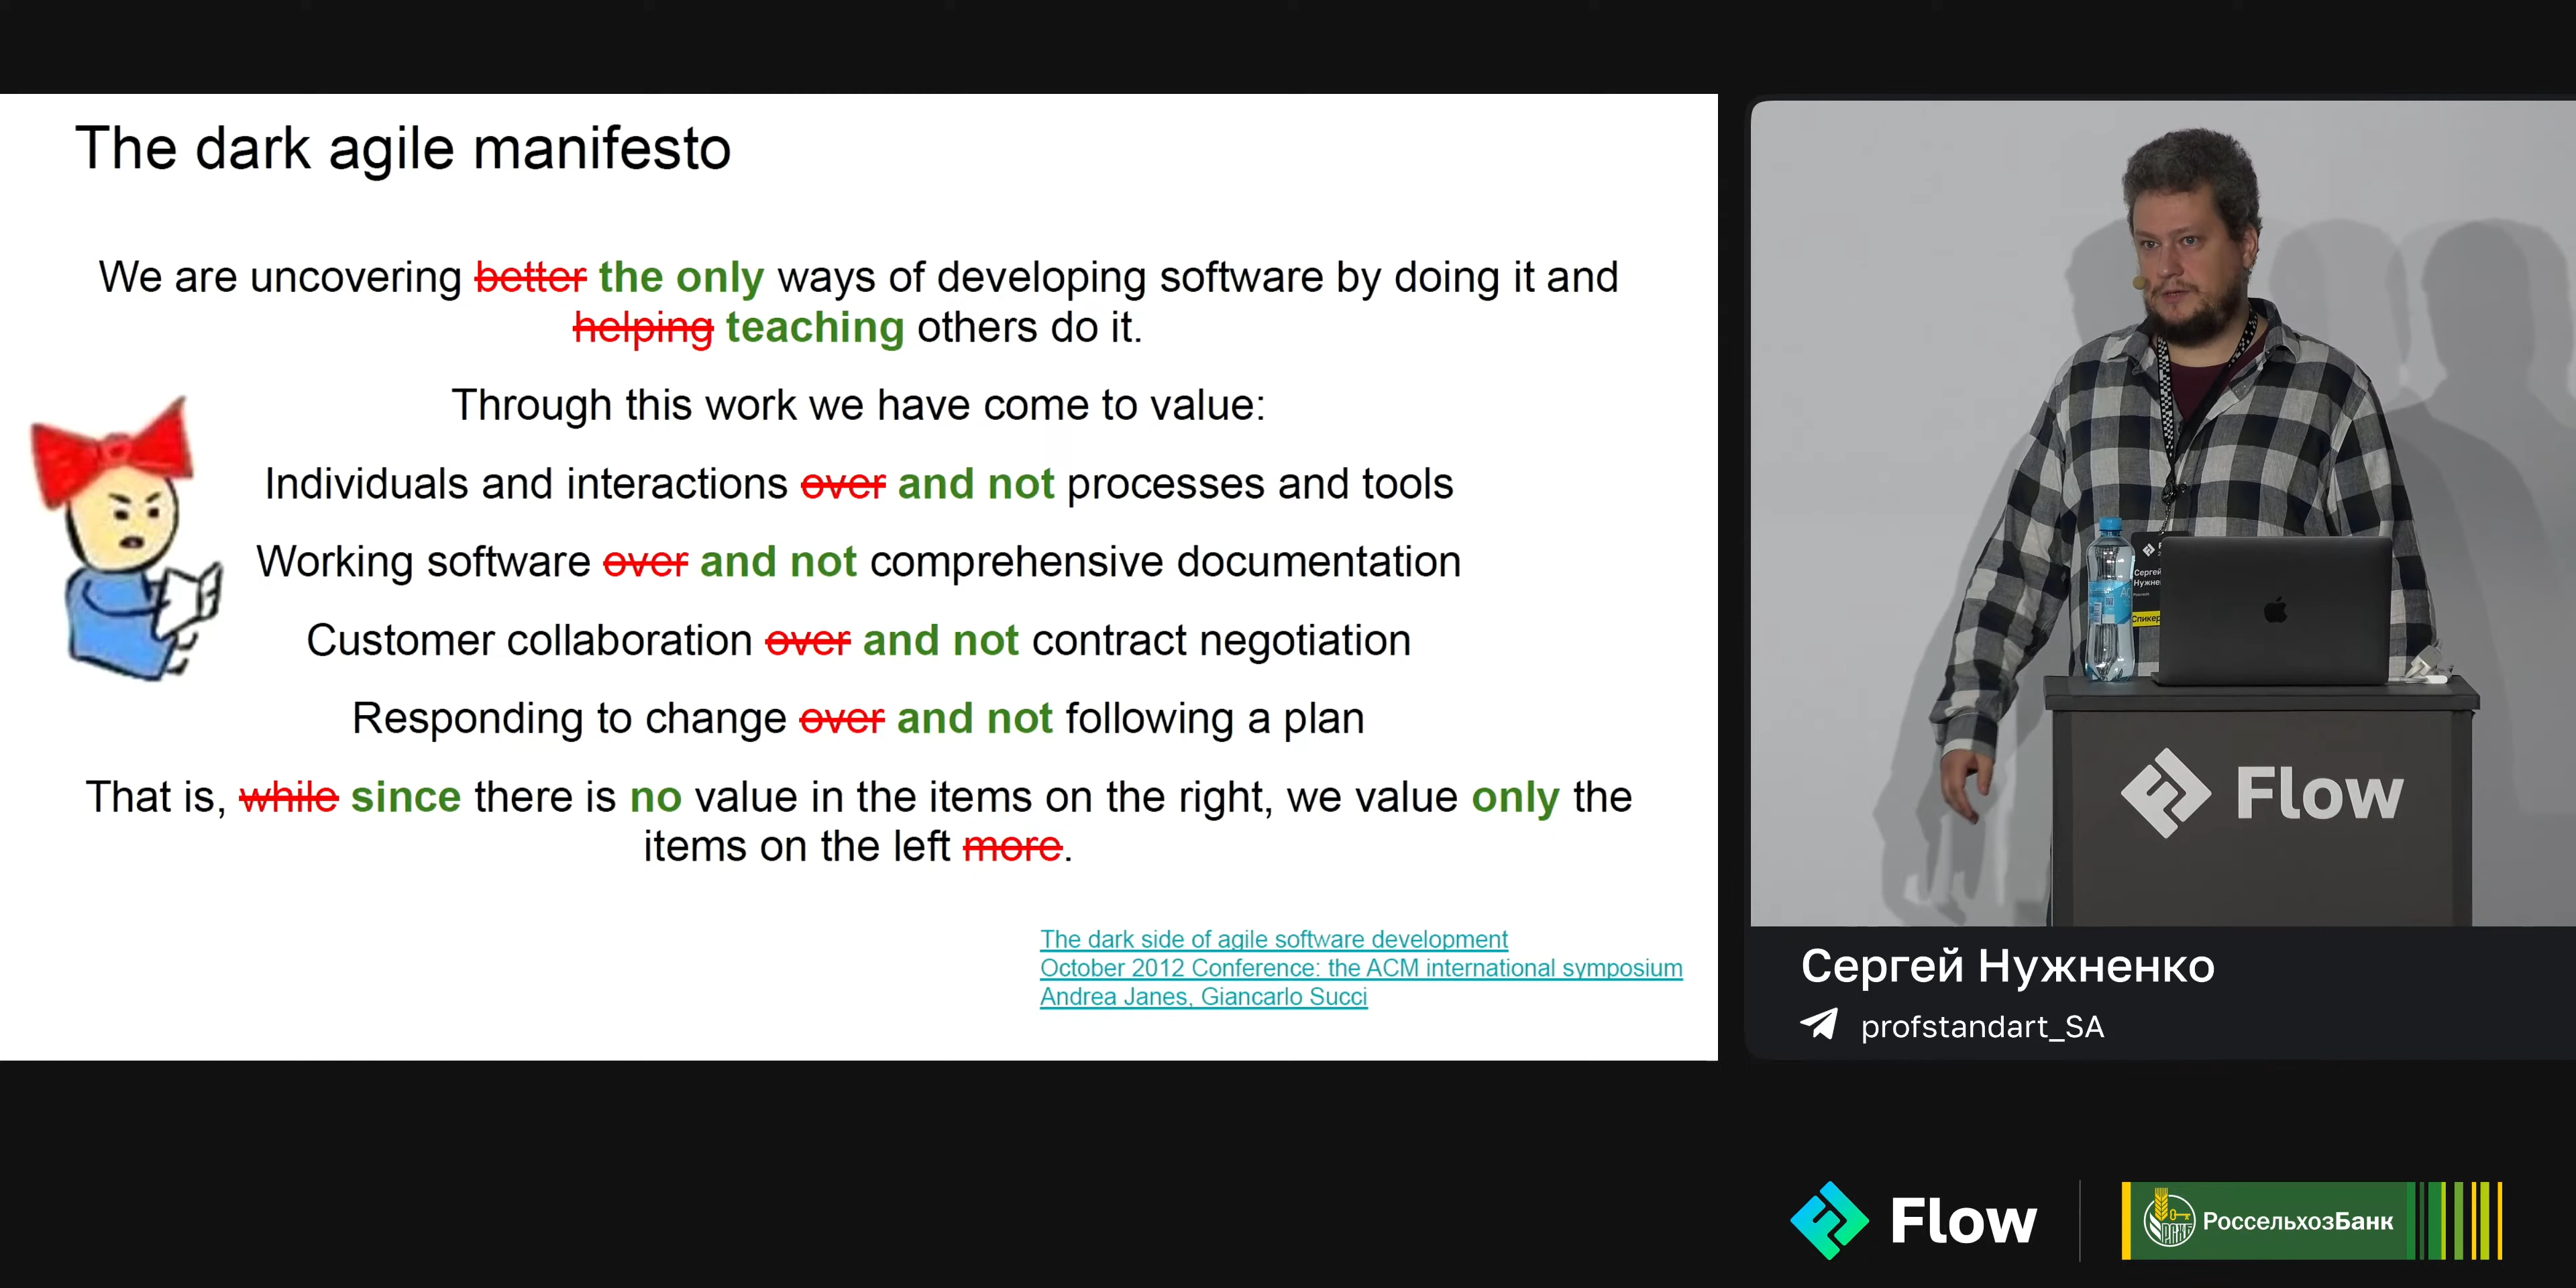 The dark agile manifesto
We are uncovering better the only ways of developing software by doing it and
helping teaching others do it.
Through this work we have come to value:
Individuals and interactions over and not processes and tools
Working software over and not comprehensive documentation
Customer collaboration over and not contract negotiation
Responding to change over and not following a plan
That is, while since there is no value in the items on the right, we value only the
items on the left more.
The dark side of agile software development
October 2012 Conference: the ACM international symposium
Andrea Janes, Giancarlo Succi
Сергей
Спикер
Flow
Сергей Нужненко
profstandart_SA
Flow
РоссельхозБанк